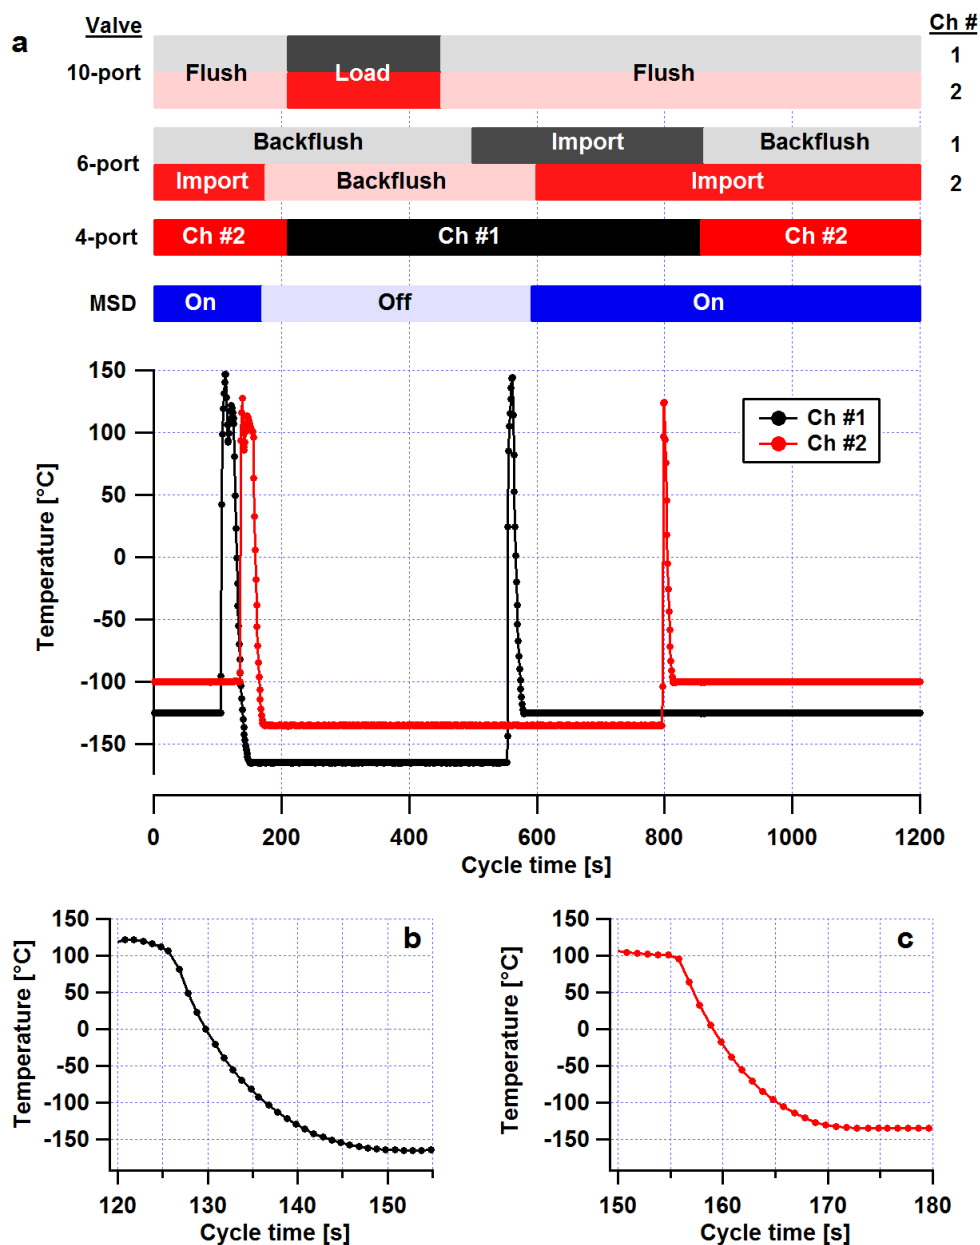 a
Valve
Ch #
10-port
Flush
Load
Flush
1
2
6-port
Backflush
Import
Backflush
1
Import
Backflush
Import
2
4-port
Ch #2
Ch #1
Ch #2
MSD
On
Off
On
Temperature [°C]
150
100
50
0
-50
-100
-150
Ch #1
Ch #2
0
200
400
600
800
1000
1200
Cycle time [s]
b
Temperature [°C]
150
100
50
0
-50
-100
-150
120
130
140
150
Cycle time [s]
c
Temperature [°C]
150
100
50
0
-50
-100
-150
150
160
170
180
Cycle time [s]